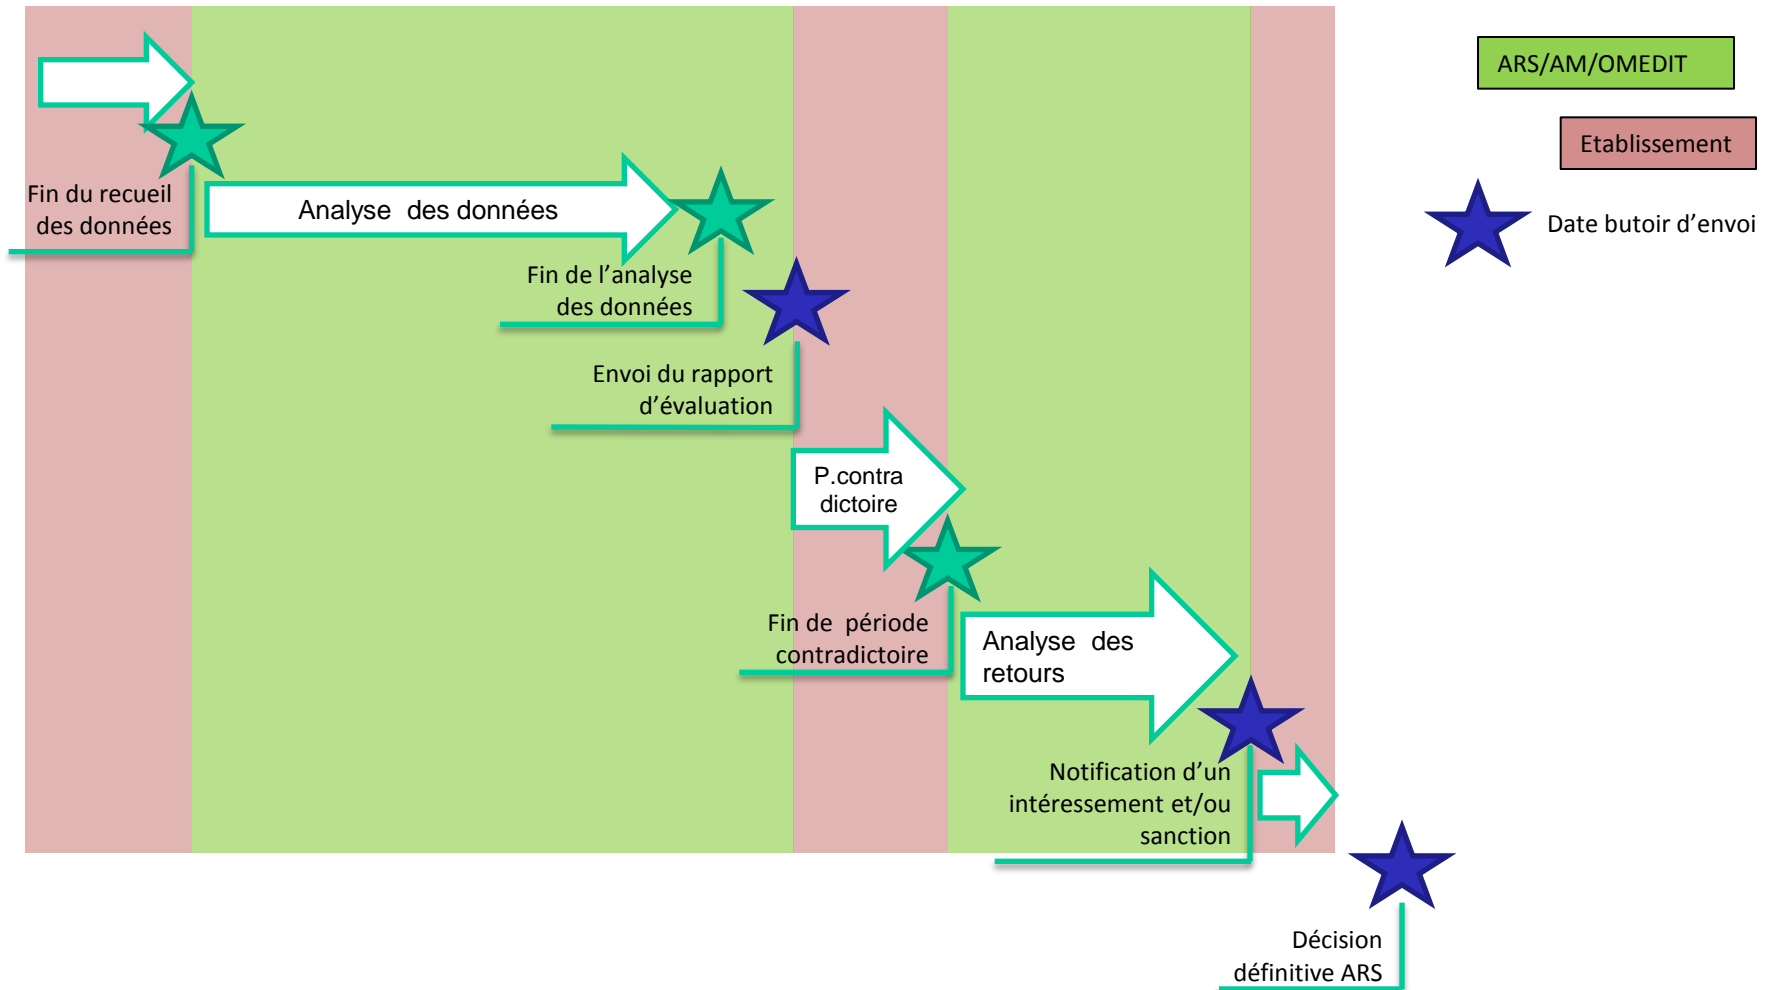 ARS/AM/OMEDIT
Etablissement
Date butoir d’envoi
Fin du recueil
des données
Analyse des données
Fin de l’analyse
des données
Envoi du rapport
d’évaluation
P.contra
dictoire
Fin de période
contradictoire
Analyse des
retours
Notification d’un
intéressement et/ou
sanction
Décision
définitive ARS